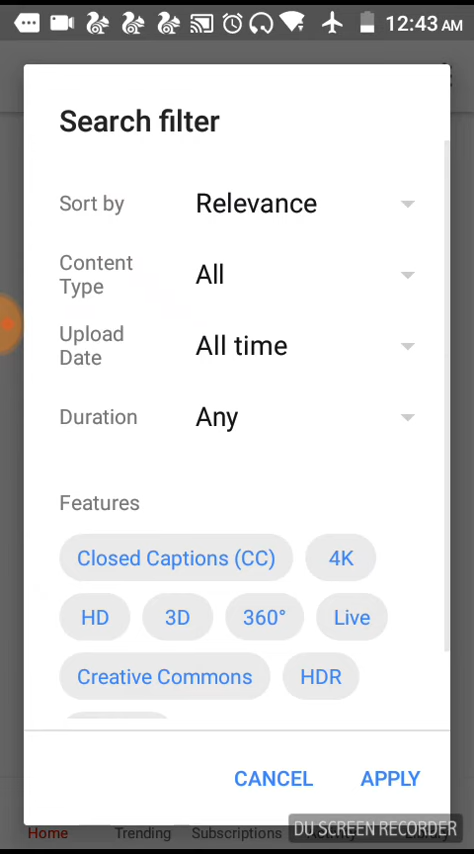 12:43 AM
Search filter
Sort by Relevance
Content Type All
Upload Date All time
Duration Any
Features
Closed Captions (CC) 4K
HD 3D 360° Live
Creative Commons HDR
CANCEL APPLY
DU SCREEN RECORDER
Home Trending Subscriptions